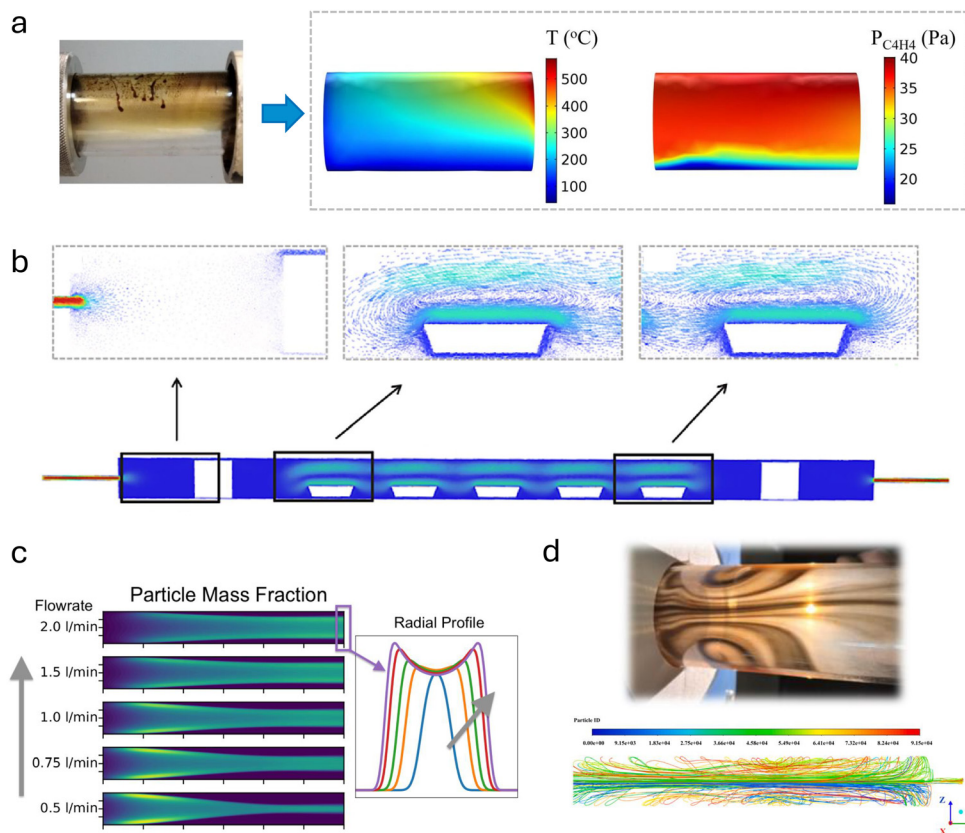 a
T (°C)
500
400
300
200
100
P_C4H4 (Pa)
40
35
30
25
20
b
c
Particle Mass Fraction
Flowrate
2.0 l/min
1.5 l/min
1.0 l/min
0.75 l/min
0.5 l/min
Radial Profile
d
Particle ID
0.00e+00 9.15e+03 1.83e+04 2.75e+04 3.66e+04 4.58e+04 5.49e+04 6.41e+04 7.32e+04 8.24e+04 9.15e+04
Z
X